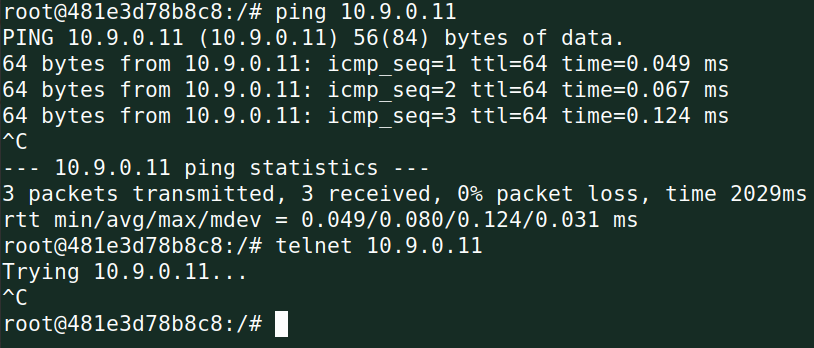 root@481e3d78b8c8:/# ping 10.9.0.11
PING 10.9.0.11 (10.9.0.11) 56(84) bytes of data.
64 bytes from 10.9.0.11: icmp_seq=1 ttl=64 time=0.049 ms
64 bytes from 10.9.0.11: icmp_seq=2 ttl=64 time=0.067 ms
64 bytes from 10.9.0.11: icmp_seq=3 ttl=64 time=0.124 ms
^C
--- 10.9.0.11 ping statistics ---
3 packets transmitted, 3 received, 0% packet loss, time 2029ms
rtt min/avg/max/mdev = 0.049/0.080/0.124/0.031 ms
root@481e3d78b8c8:/# telnet 10.9.0.11
Trying 10.9.0.11...
^C
root@481e3d78b8c8:/#